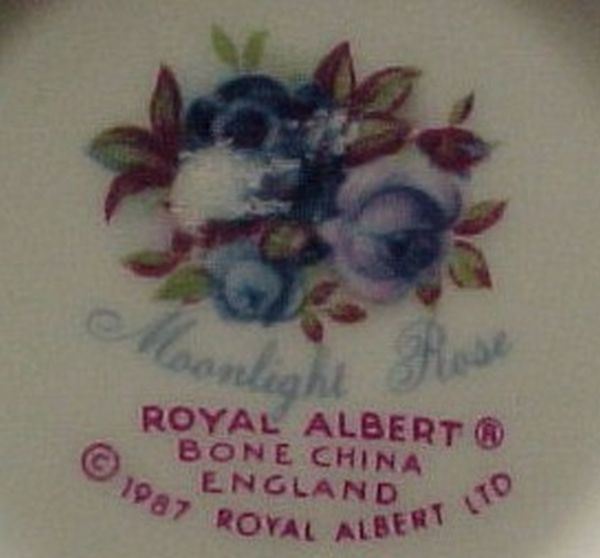 Moonlight Rose
ROYAL ALBERT®
BONE CHINA
ENGLAND
© 1987 ROYAL ALBERT LTD